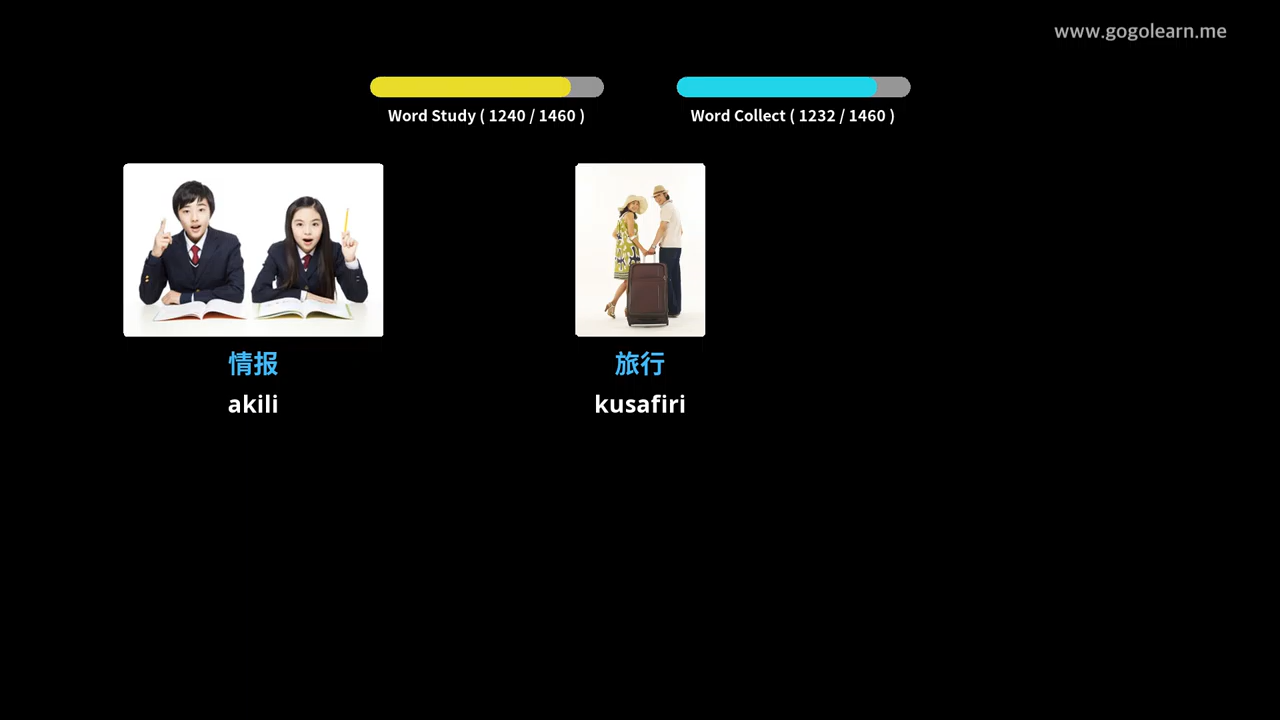 www.gogolearn.me
Word Study ( 1240 / 1460 )
Word Collect ( 1232 / 1460 )
情报
akili
旅行
kusafiri